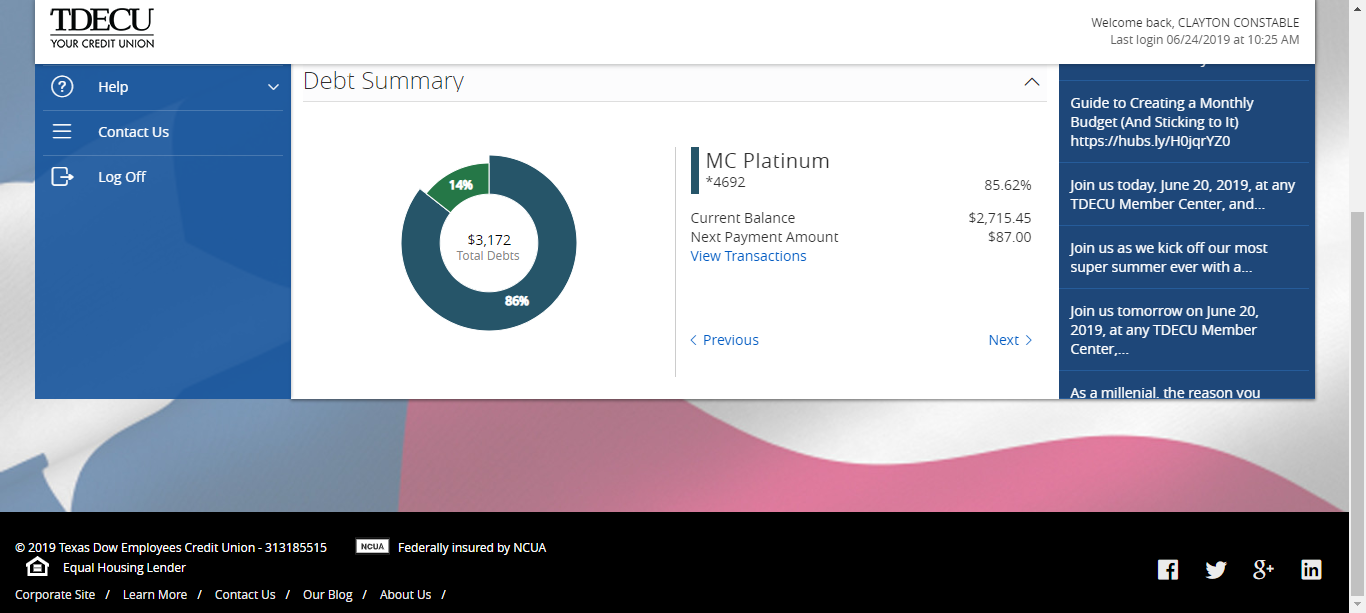 TDECU
YOUR CREDIT UNION
Welcome back, CLAYTON CONSTABLE
Last login 06/24/2019 at 10:25 AM
Help
Contact Us
Log Off
Debt Summary
14%
$3,172
Total Debts
86%
MC Platinum
*4692
85.62%
Current Balance $2,715.45
Next Payment Amount $87.00
View Transactions
Previous
Next
Guide to Creating a Monthly
Budget (And Sticking to It)
https://hubs.ly/H0jqrYZ0
Join us today, June 20, 2019, at any
TDECU Member Center, and...
Join us as we kick off our most
super summer ever with a...
Join us tomorrow on June 20,
2019, at any TDECU Member
Center,...
As a millenial, the reason you
© 2019 Texas Dow Employees Credit Union - 313185515
NCUA
Federally insured by NCUA
Equal Housing Lender
Corporate Site / Learn More / Contact Us / Our Blog / About Us /